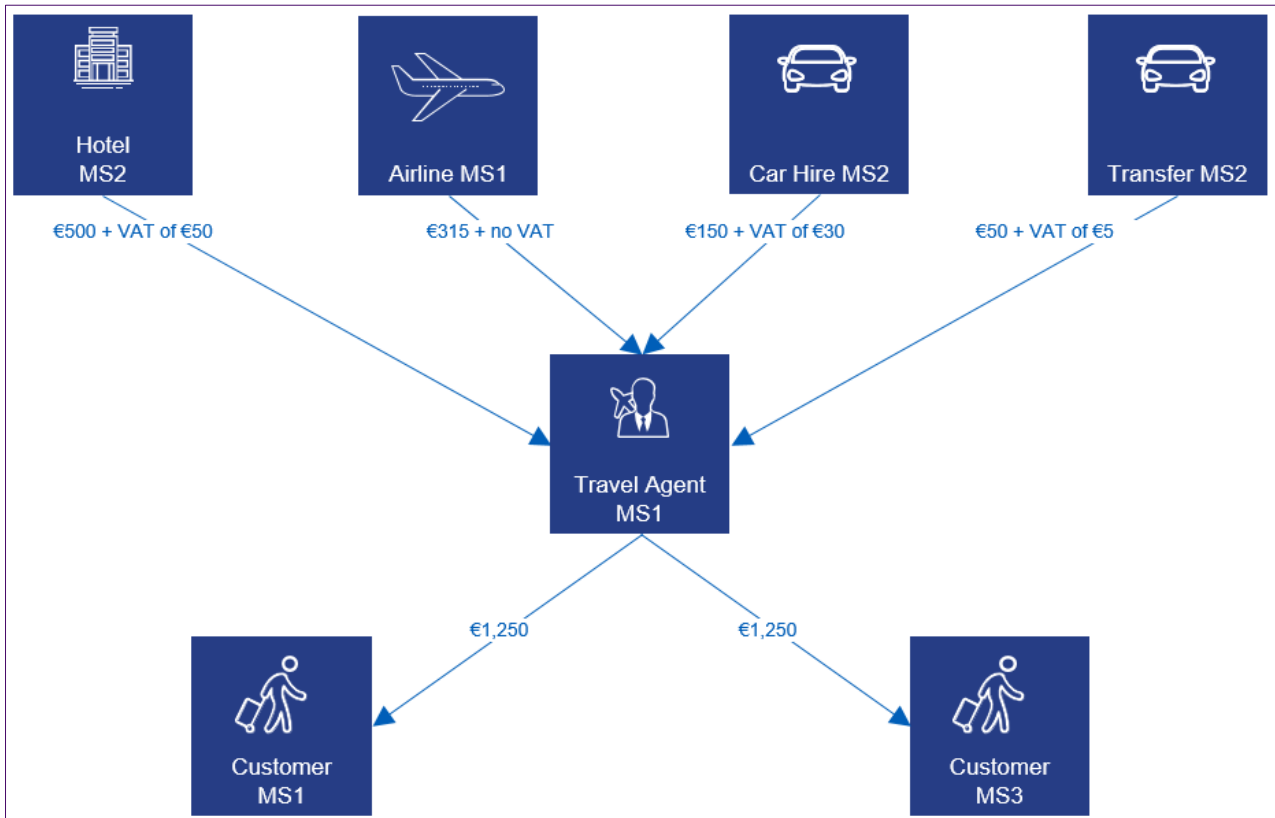 Hotel
MS2
Airline MS1
Car Hire MS2
Transfer MS2
€500 + VAT of €50
€315 + no VAT
€150 + VAT of €30
€50 + VAT of €5
Travel Agent
MS1
€1,250
€1,250
Customer
MS1
Customer
MS3